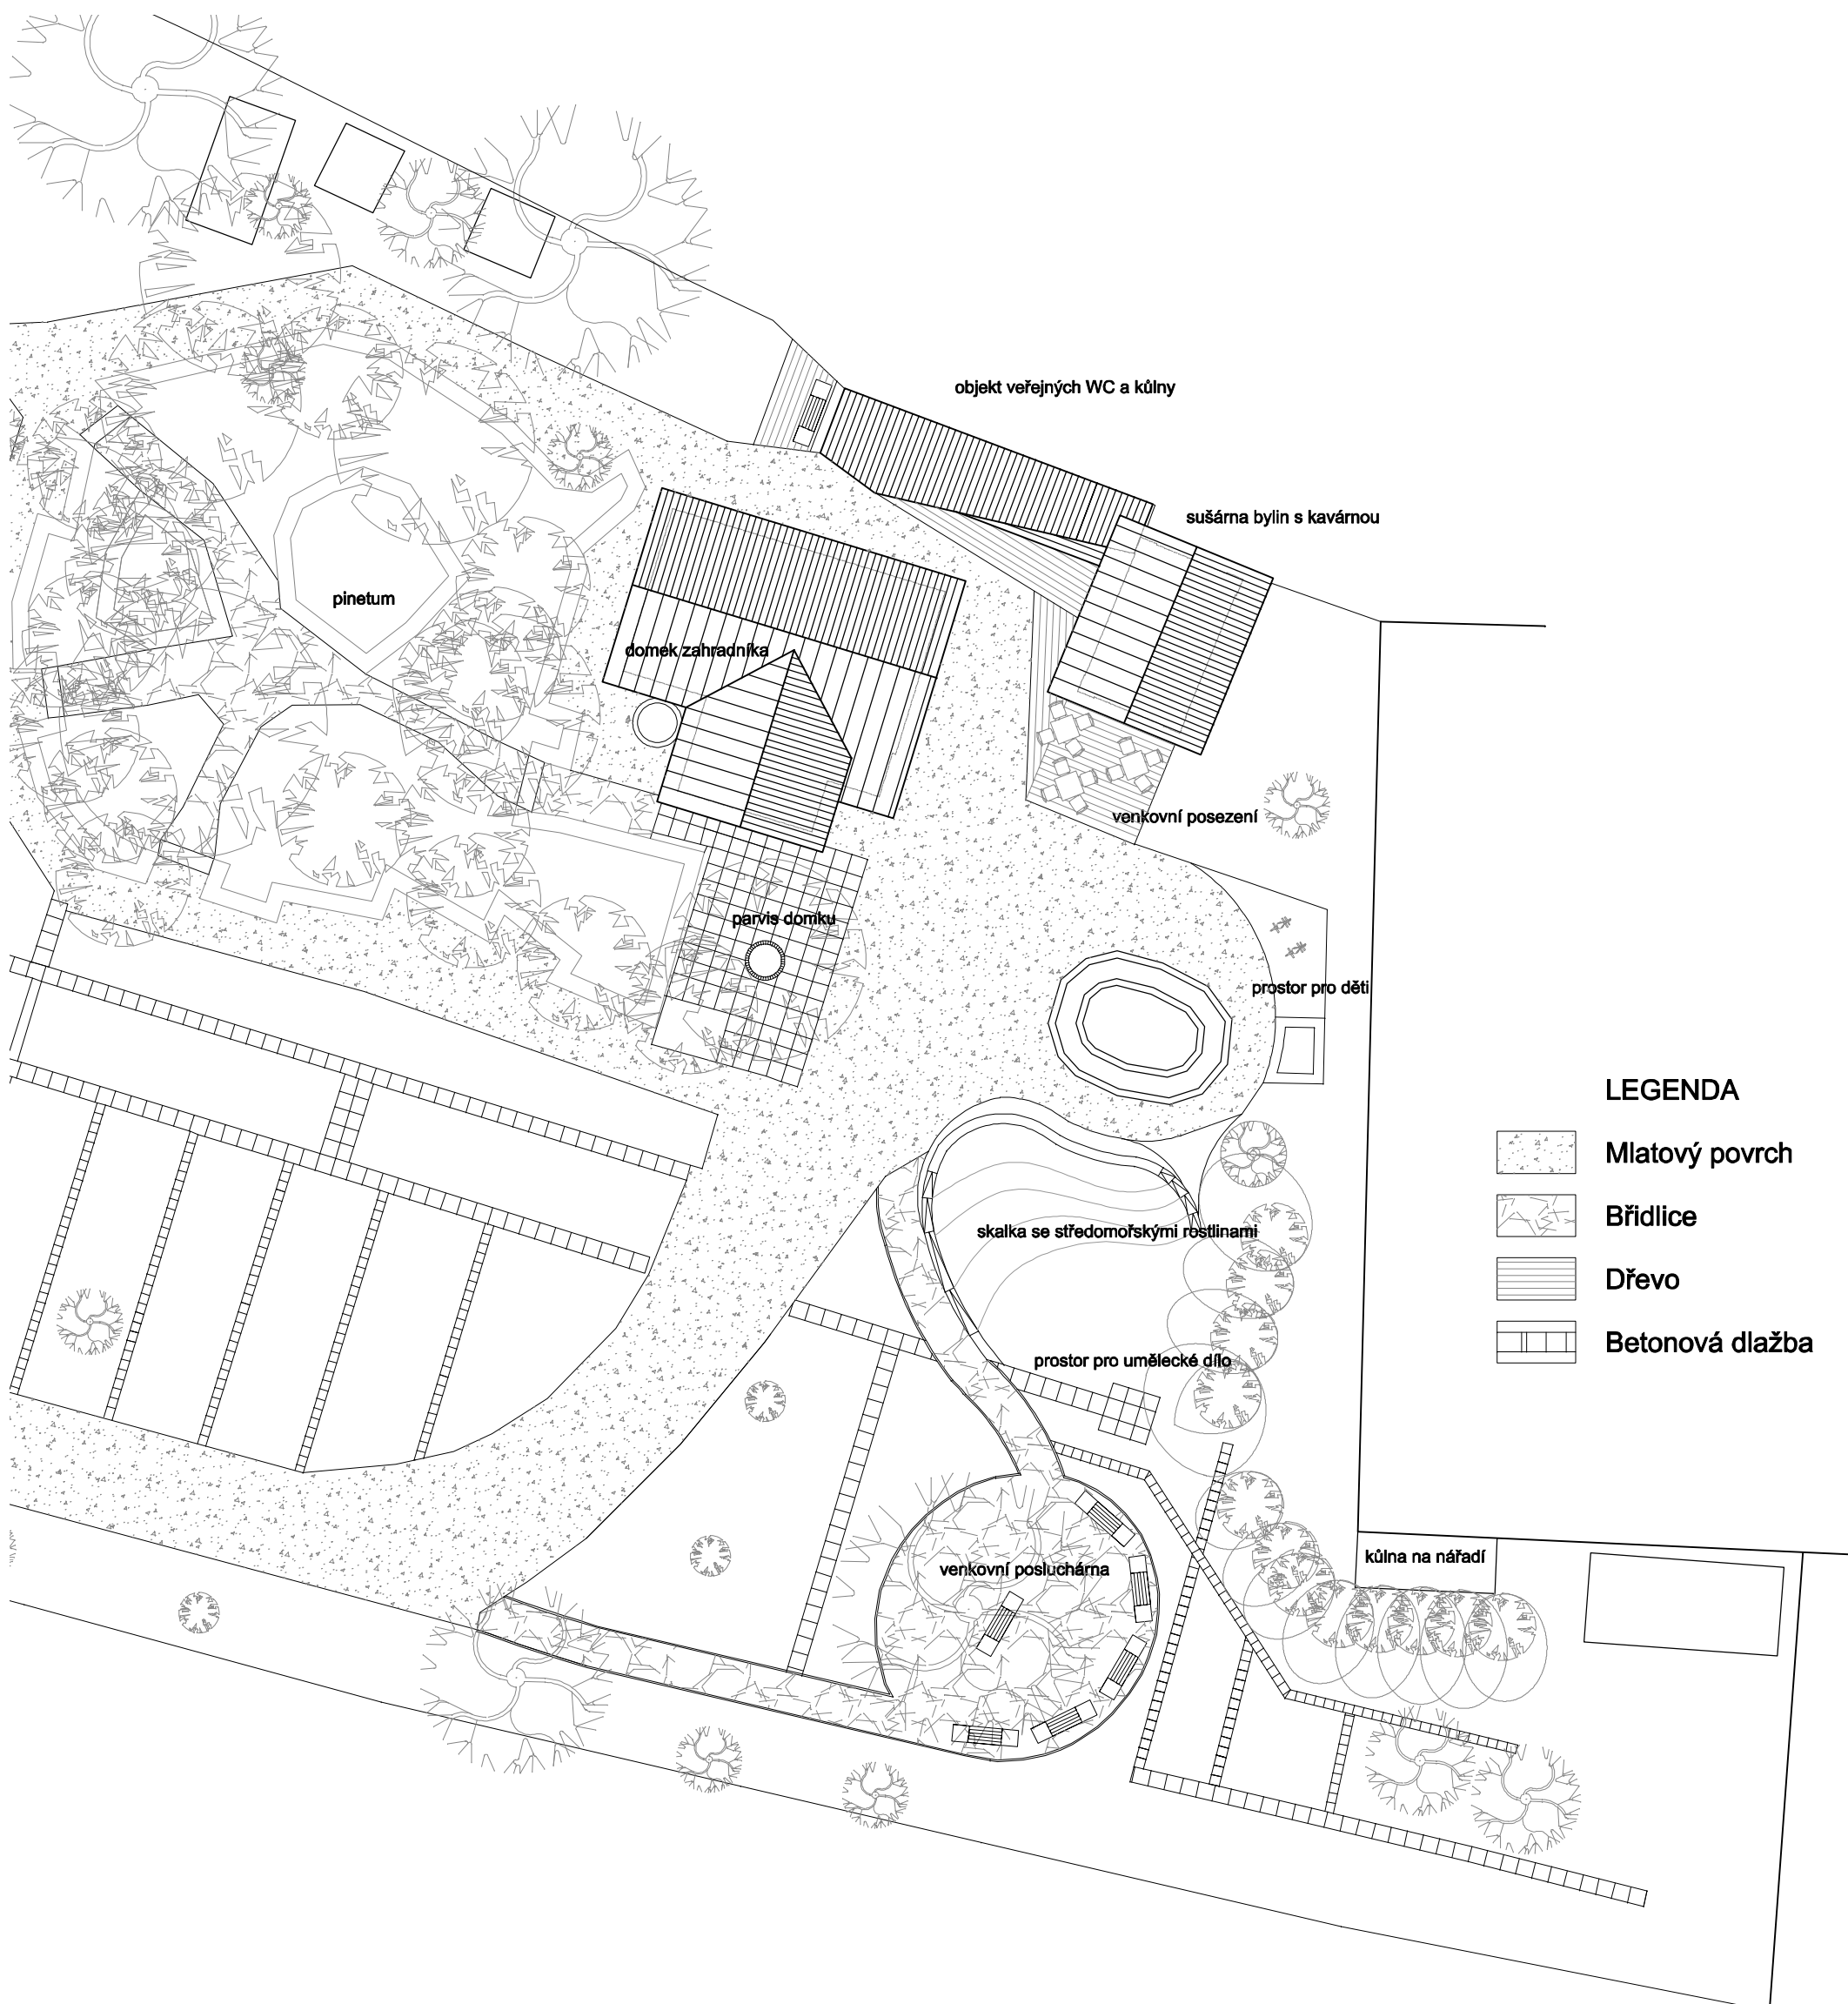 objekt veřejných WC a kůlny
sušárna bylin s kavárnou
pinetum
domek zahradníka
venkovní posezení
parvis domku
prostor pro děti
LEGENDA
Mlatový povrch
Břidlice
skalka se středomořskými rostlinami
Dřevo
Betonová dlažba
prostor pro umělecké dílo
kůlna na nářadí
venkovní posluchárna